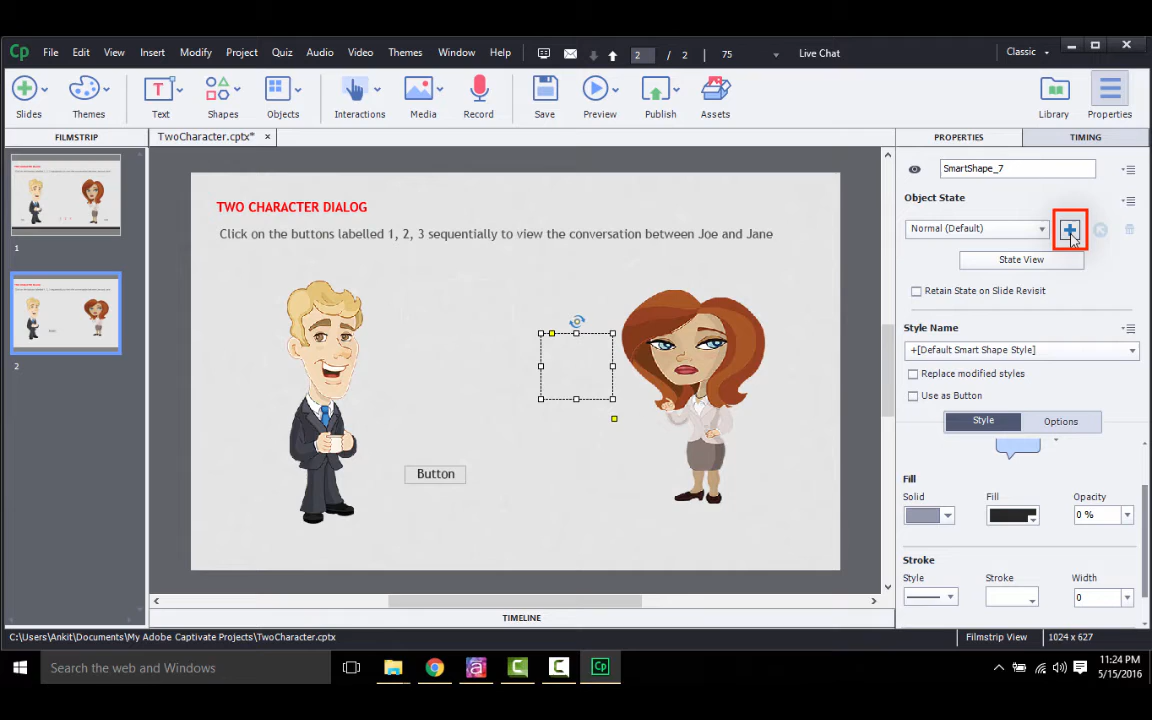 Cp File Edit View Insert Modify Project Quiz Audio Video Themes Window Help 2 / 2 75 Live Chat Classic
Slides Themes Text Shapes Objects Interactions Media Record Save Preview Publish Assets Library Properties
FILMSTRIP TwoCharacter.cptx* × PROPERTIES TIMING
SmartShape_7
Object State
Normal (Default)
State View
Retain State on Slide Revisit
Style Name
+[Default Smart Shape Style]
Replace modified styles
Use as Button
Style Options
Fill
Solid Fill Opacity
0 %
Stroke
Style Stroke Width
0
1
2
TWO CHARACTER DIALOG
Click on the buttons labelled 1, 2, 3 sequentially to view the conversation between Joe and Jane
Button
TIMELINE
C:\Users\Ankit\Documents\My Adobe Captivate Projects\TwoCharacter.cptx Filmstrip View 1024 x 627
Search the web and Windows Cp 11:24 PM
5/15/2016